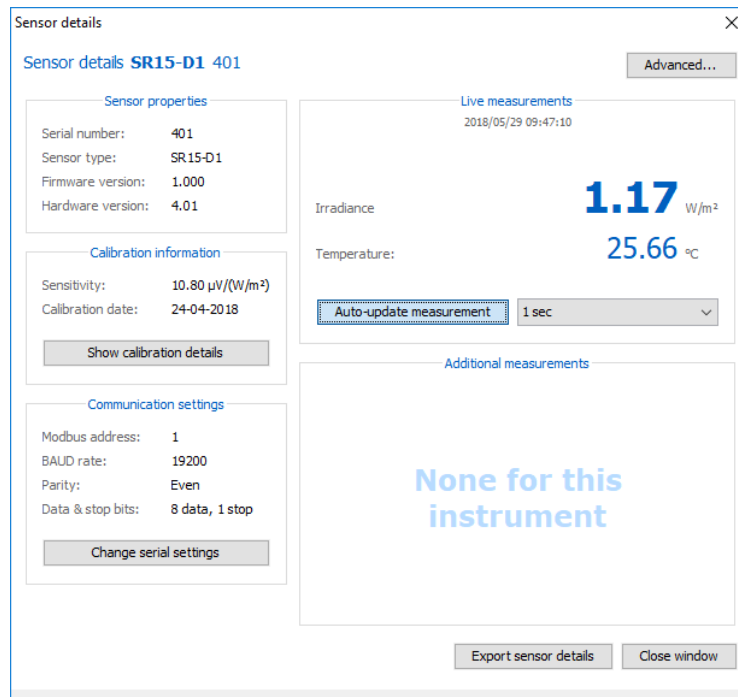 Sensor details
Sensor details SR15-D1 401
Advanced...
Sensor properties
Serial number: 401
Sensor type: SR15-D1
Firmware version: 1.000
Hardware version: 4.01
Calibration information
Sensitivity: 10.80 µV/(W/m²)
Calibration date: 24-04-2018
Show calibration details
Communication settings
Modbus address: 1
BAUD rate: 19200
Parity: Even
Data & stop bits: 8 data, 1 stop
Change serial settings
Live measurements
2018/05/29 09:47:10
Irradiance 1.17 W/m²
Temperature: 25.66 °C
Auto-update measurement 1 sec
Additional measurements
None for this
instrument
Export sensor details Close window